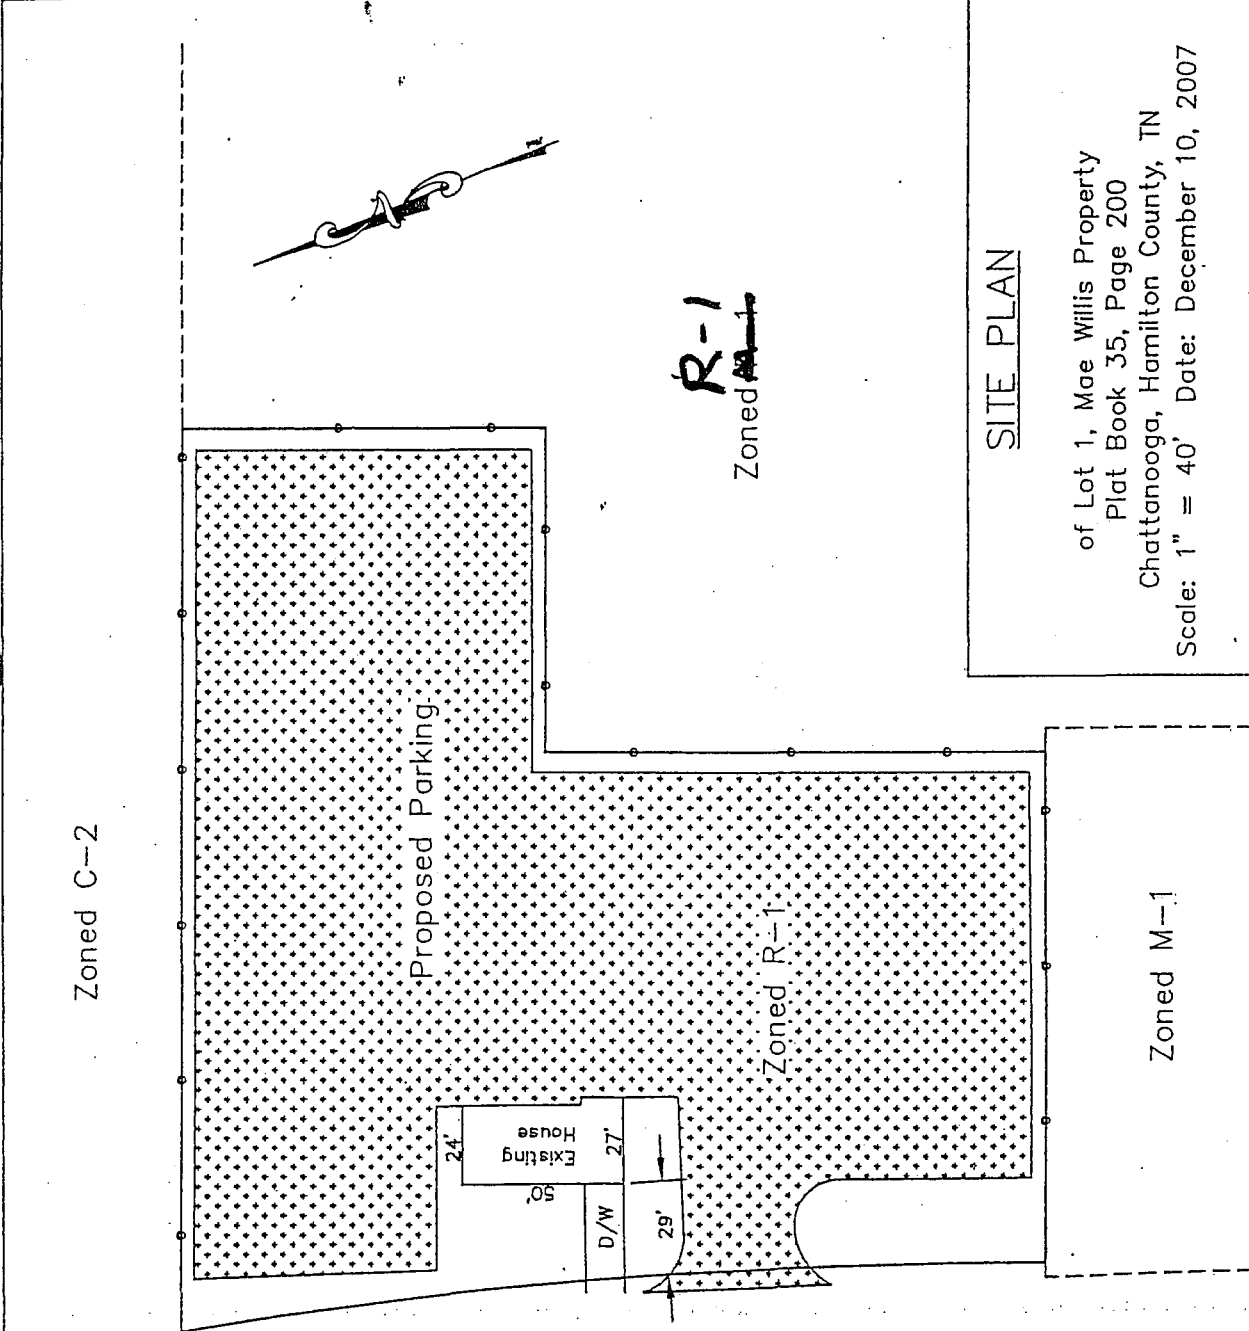 Zoned C-2
Proposed Parking
Zoned R-1
24'
Existing
House
50'
27'
D/W
29'
R-1
Zoned M-1
Zoned M-1
SITE PLAN
of Lot 1, Mae Willis Property
Plat Book 35, Page 200
Chattanooga, Hamilton County, TN
Scale: 1" = 40' Date: December 10, 2007